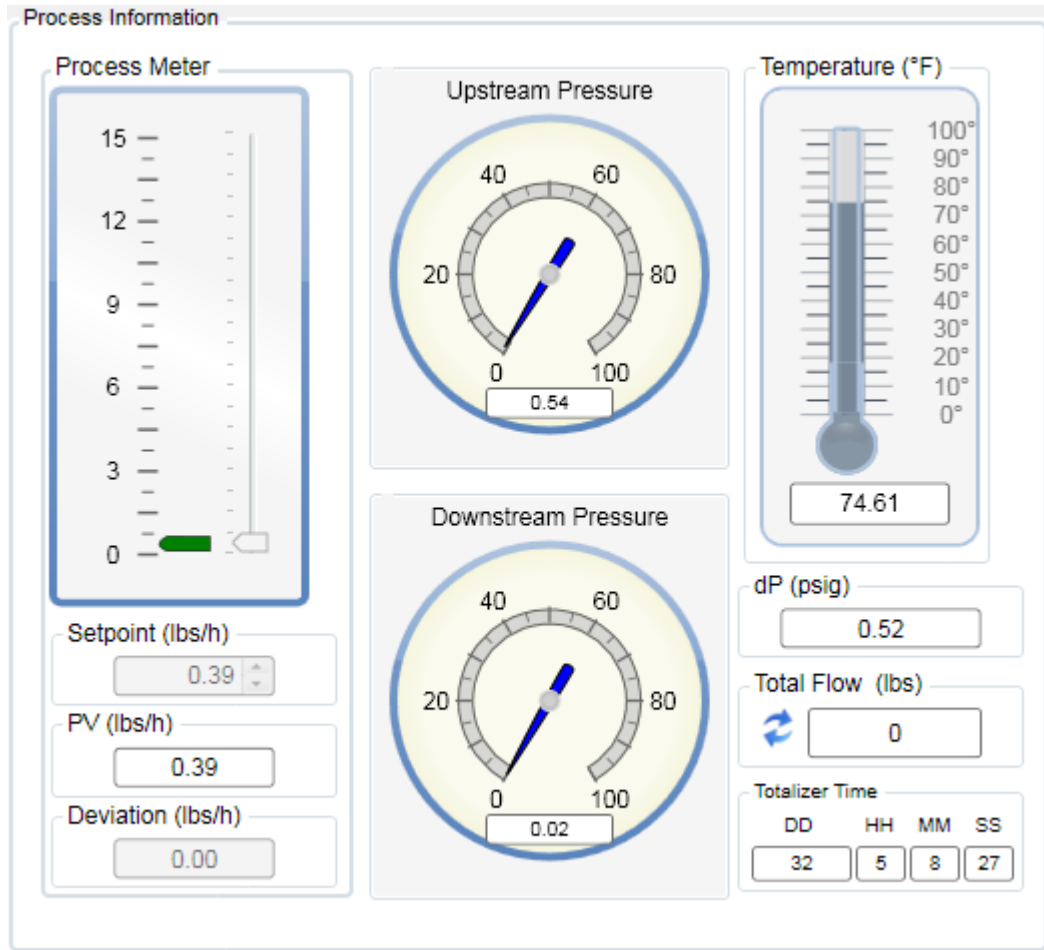 Process Information
Process Meter
15
12
9
6
3
0
Setpoint (lbs/h)
0.39
PV (lbs/h)
0.39
Deviation (lbs/h)
0.00
Upstream Pressure
40 60
20 80
0 100
0.54
Downstream Pressure
40 60
20 80
0 100
0.02
Temperature (°F)
100°
90°
80°
70°
60°
50°
40°
30°
20°
10°
0°
74.61
dP (psig)
0.52
Total Flow (lbs)
0
Totalizer Time
DD HH MM SS
32 5 8 27